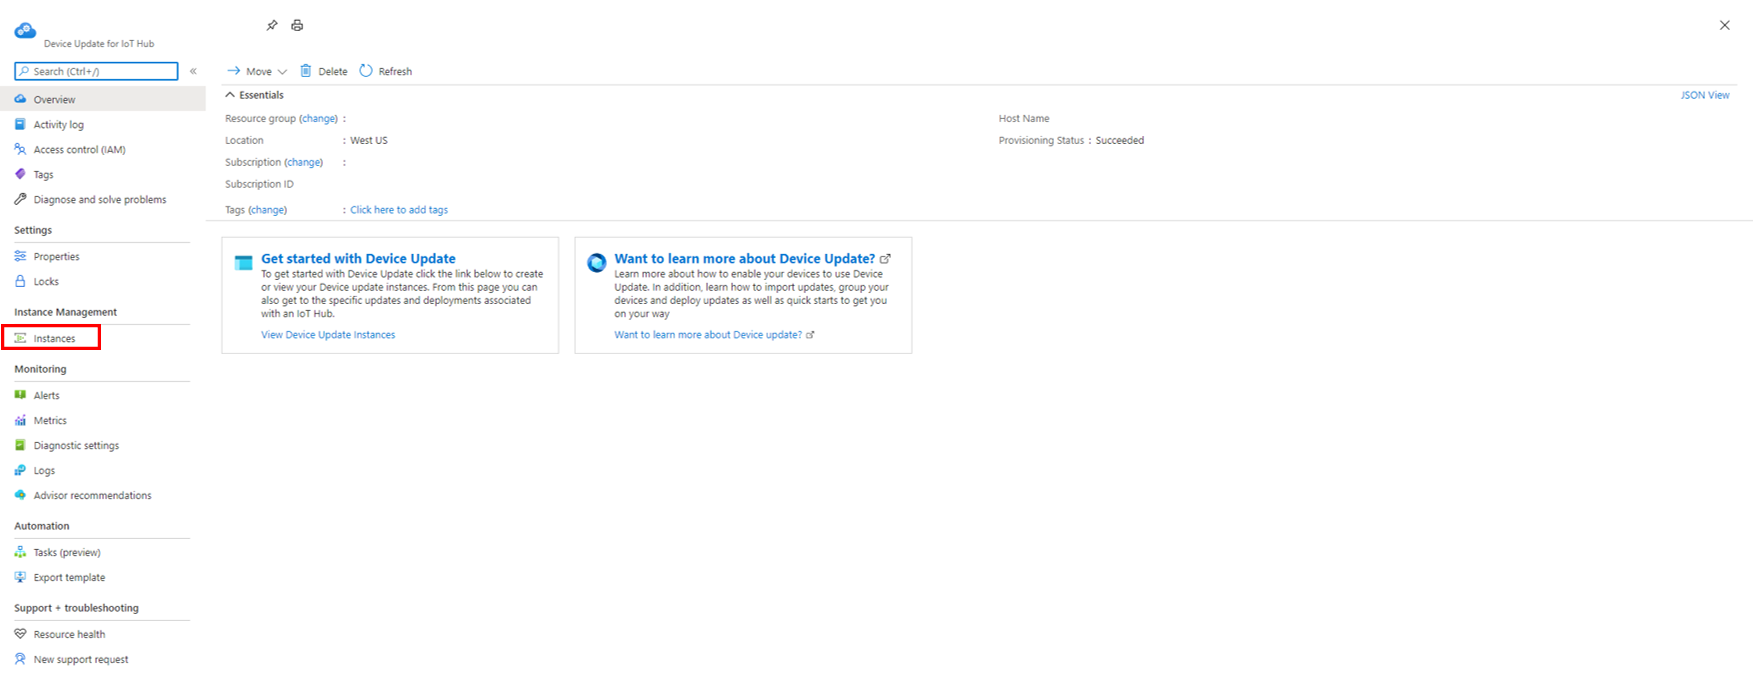 Device Update for IoT Hub
Search (Ctrl+/)
«
Overview
Activity log
Access control (IAM)
Tags
Diagnose and solve problems
Settings
Properties
Locks
Instance Management
Instances
Monitoring
Alerts
Metrics
Diagnostic settings
Logs
Advisor recommendations
Automation
Tasks (preview)
Export template
Support + troubleshooting
Resource health
New support request
Move
Delete
Refresh
Essentials
JSON View
Resource group (change) :
Location : West US
Subscription (change) :
Subscription ID
Tags (change) : Click here to add tags
Host Name
Provisioning Status : Succeeded
Get started with Device Update
To get started with Device Update click the link below to create
or view your Device update instances. From this page you can
also get to the specific updates and deployments associated
with an IoT Hub.
View Device Update Instances
Want to learn more about Device Update?
Learn more about how to enable your devices to use Device
Update. In addition, learn how to import updates, group your
devices and deploy updates as well as quick starts to get you
on your way
Want to learn more about Device update?